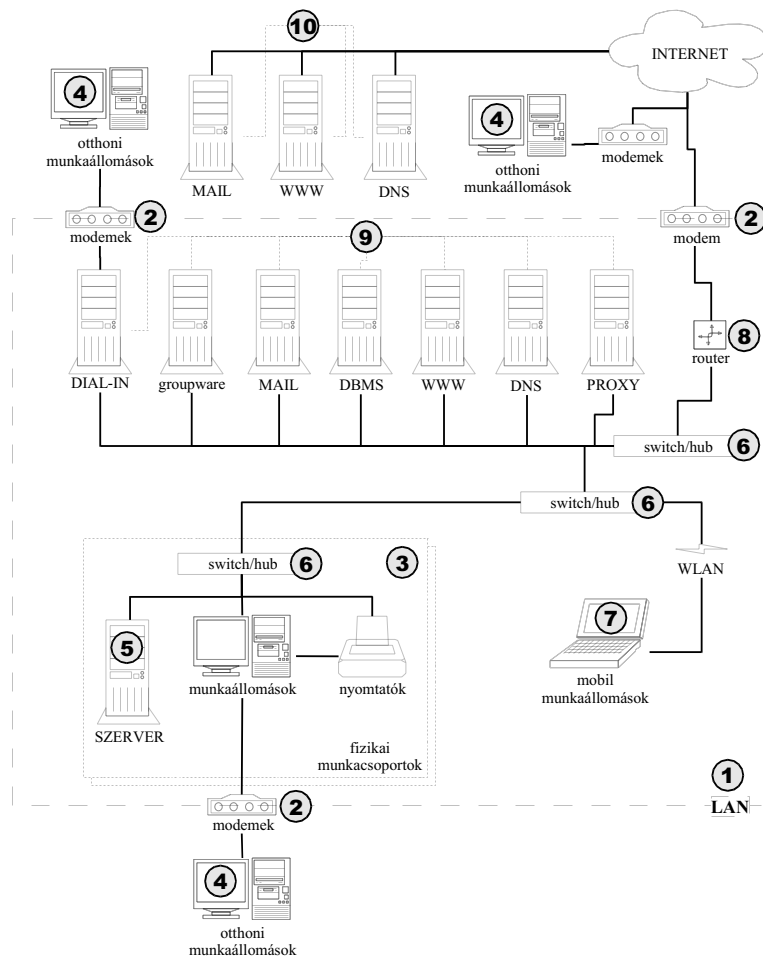 10
INTERNET
4
otthoni
munkaállomások
MAIL
WWW
DNS
4
otthoni
munkaállomások
modemek
modemek
2
modem
2
9
DIAL-IN
groupware
MAIL
DBMS
WWW
DNS
PROXY
8
router
switch/hub
6
switch/hub
6
switch/hub
6
3
WLAN
5
SZERVER
munkaállomások
nyomtatók
7
mobil
munkaállomások
fizikai
munkacsoportok
1
LAN
modemek
2
4
otthoni
munkaállomások